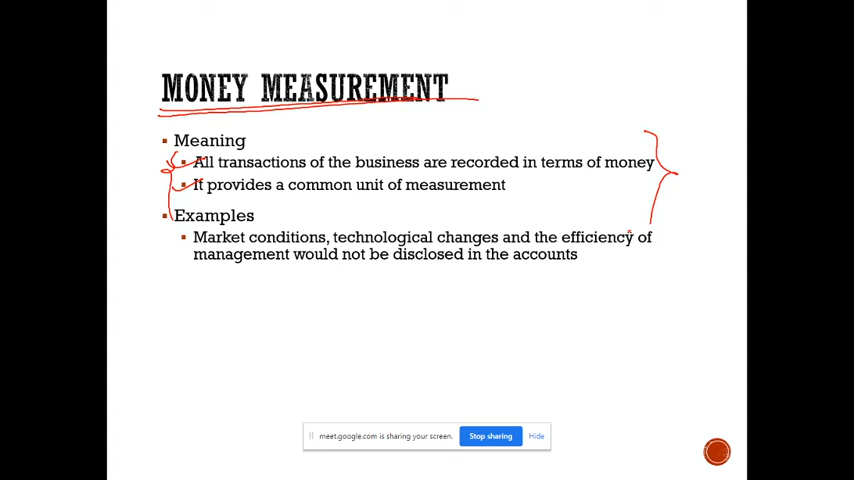 MONEY MEASUREMENT
Meaning
All transactions of the business are recorded in terms of money
It provides a common unit of measurement
Examples
Market conditions, technological changes and the efficiency of
management would not be disclosed in the accounts
meet.google.com is sharing your screen. Stop sharing Hide